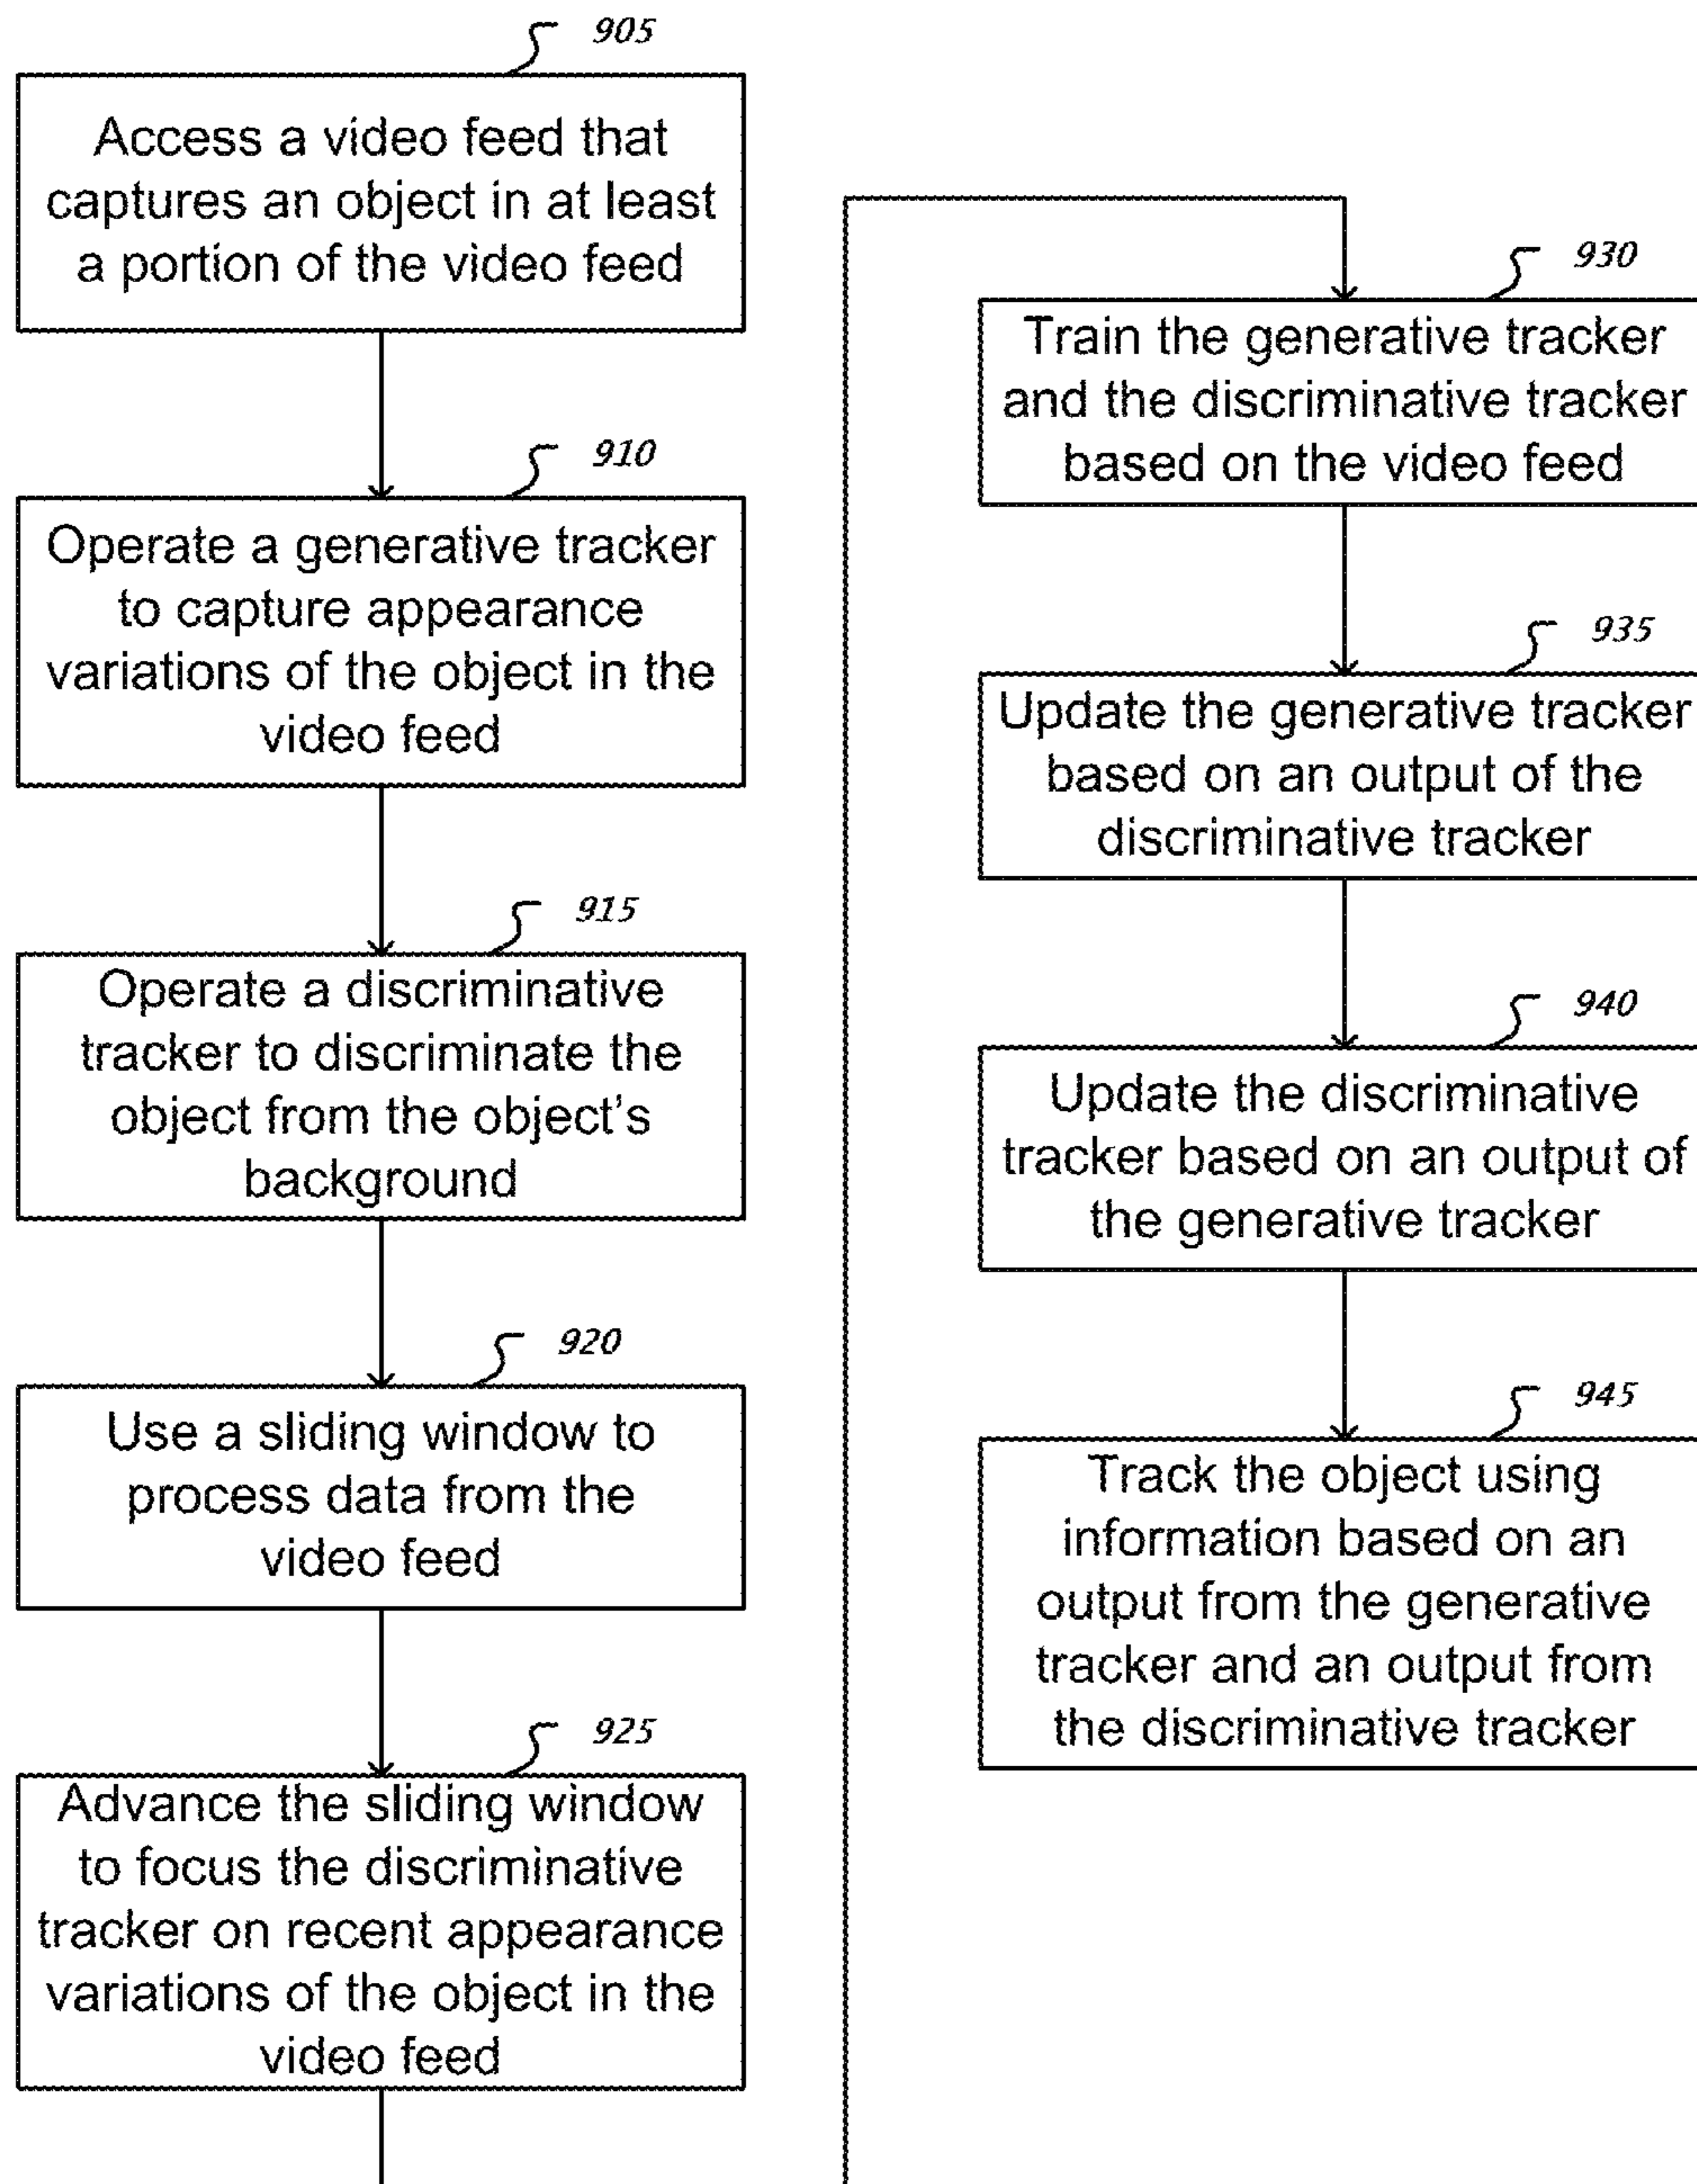 905
Access a video feed that
captures an object in at least
a portion of the video feed
910
Operate a generative tracker
to capture appearance
variations of the object in the
video feed
915
Operate a discriminative
tracker to discriminate the
object from the object's
background
920
Use a sliding window to
process data from the
video feed
925
Advance the sliding window
to focus the discriminative
tracker on recent appearance
variations of the object in the
video feed
930
Train the generative tracker
and the discriminative tracker
based on the video feed
935
Update the generative tracker
based on an output of the
discriminative tracker
940
Update the discriminative
tracker based on an output of
the generative tracker
945
Track the object using
information based on an
output from the generative
tracker and an output from
the discriminative tracker